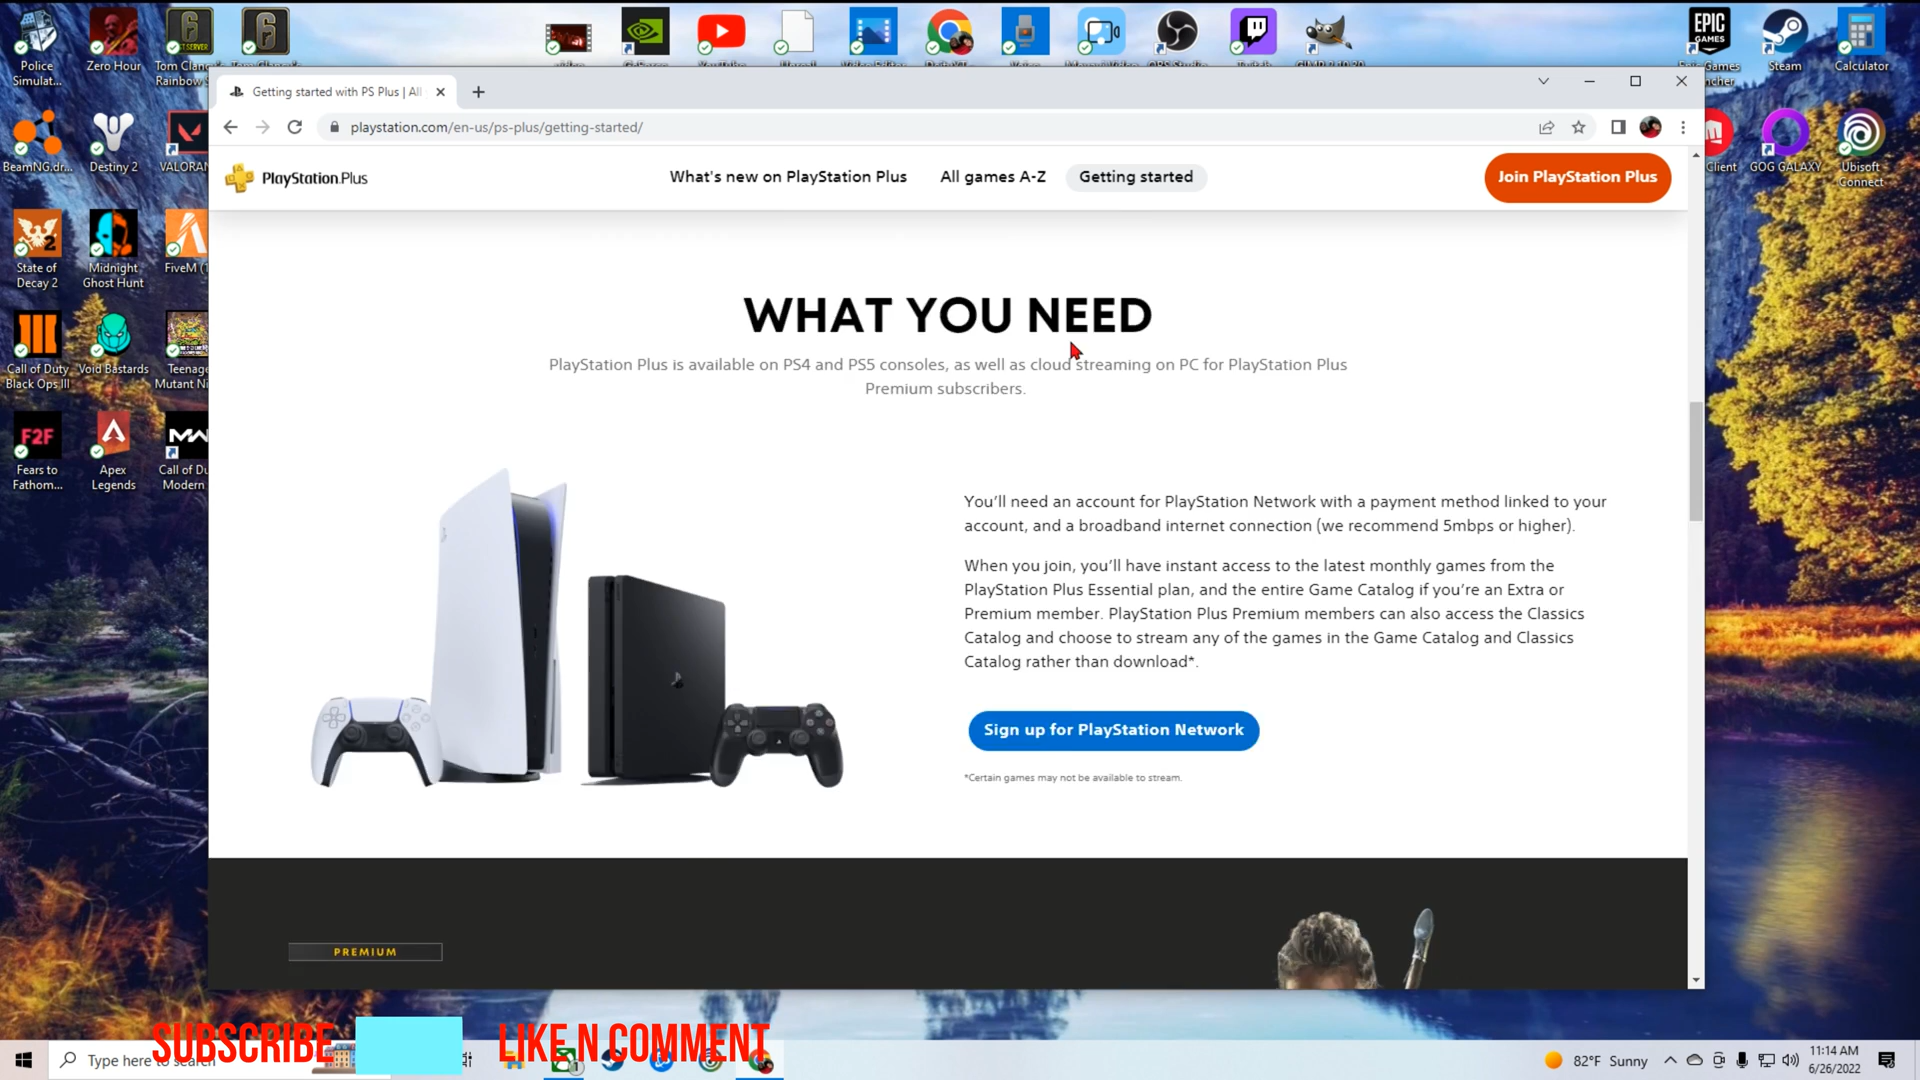 Police
Simulat...
Zero Hour
Tom Clancy's
Rainbow S
YouTube
Unreal
Video Editor
OBS Studio
Twitch
EPIC
GAMES
Steam
Calculator
Getting started with PS Plus | All
playstation.com/en-us/ps-plus/getting-started/
BeamNG.dr...
Destiny 2
VALORAN
Client
GOG GALAXY
Ubisoft
Connect
PlayStation.Plus
What's new on PlayStation Plus
All games A-Z
Getting started
Join PlayStation Plus
State of
Decay 2
Midnight
Ghost Hunt
FiveM (
WHAT YOU NEED
PlayStation Plus is available on PS4 and PS5 consoles, as well as cloud streaming on PC for PlayStation Plus
Premium subscribers.
Call of Duty
Black Ops III
Void Bastards
Teenage
Mutant Ni
F2F
MW
Fears to
Fathom...
Apex
Legends
Call of Du
Modern
You'll need an account for PlayStation Network with a payment method linked to your
account, and a broadband internet connection (we recommend 5mbps or higher).
When you join, you'll have instant access to the latest monthly games from the
PlayStation Plus Essential plan, and the entire Game Catalog if you're an Extra or
Premium member. PlayStation Plus Premium members can also access the Classics
Catalog and choose to stream any of the games in the Game Catalog and Classics
Catalog rather than download*.
Sign up for PlayStation Network
*Certain games may not be available to stream.
PREMIUM
SUBSCRIBE
LIKE N COMMENT
Type here to search
82°F Sunny
11:14 AM
6/26/2022